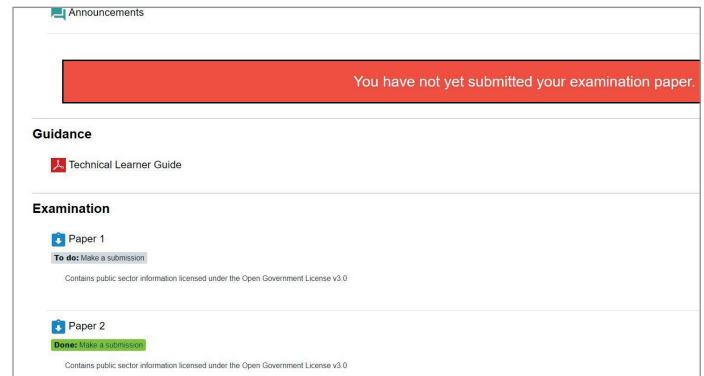 Announcements
You have not yet submitted your examination paper.
Guidance
Technical Learner Guide
Examination
Paper 1
To do: Make a submission
Contains public sector information licensed under the Open Government License v3.0
Paper 2
Done: Make a submission
Contains public sector information licensed under the Open Government License v3.0